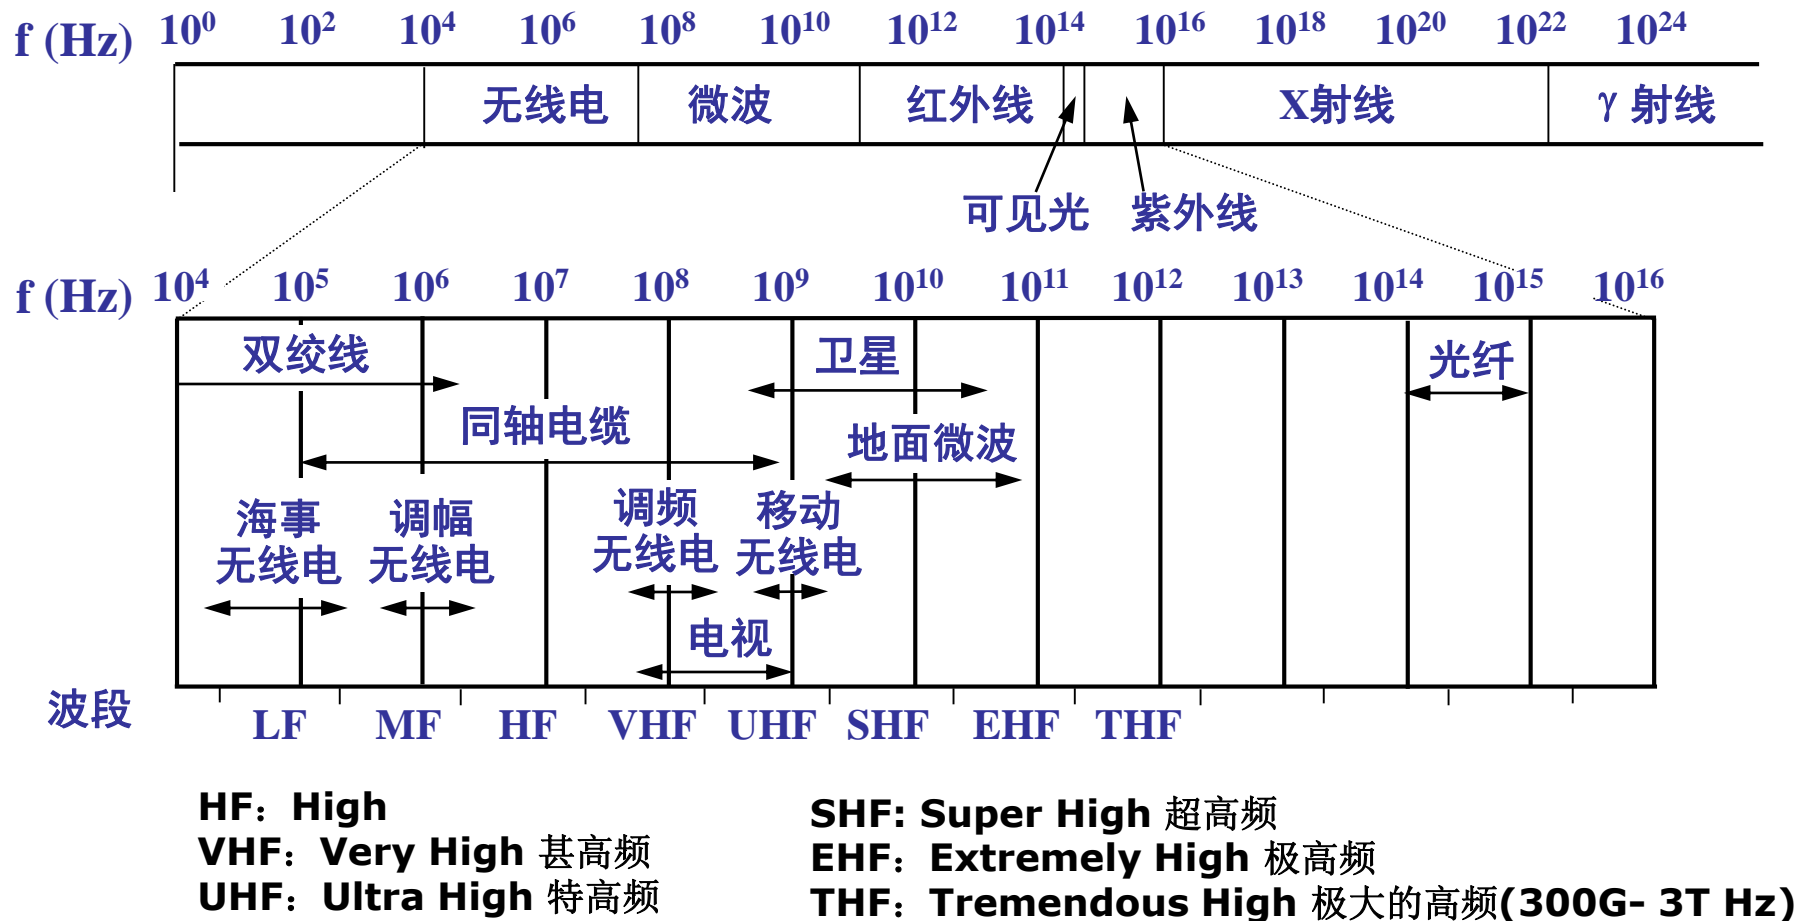 f (Hz) 10⁰ 10² 10⁴ 10⁶ 10⁸ 10¹⁰ 10¹² 10¹⁴ 10¹⁶ 10¹⁸ 10²⁰ 10²² 10²⁴
无线电 微波 红外线 X射线 γ 射线
可见光 紫外线
f (Hz) 10⁴ 10⁵ 10⁶ 10⁷ 10⁸ 10⁹ 10¹⁰ 10¹¹ 10¹² 10¹³ 10¹⁴ 10¹⁵ 10¹⁶
双绞线 卫星 光纤
同轴电缆 地面微波
海事 调幅 调频 移动
无线电 无线电 无线电 无线电
电视
波段 LF MF HF VHF UHF SHF EHF THF
HF：High
VHF：Very High 甚高频
UHF：Ultra High 特高频
SHF: Super High 超高频
EHF：Extremely High 极高频
THF：Tremendous High 极大的高频(300G- 3T Hz)